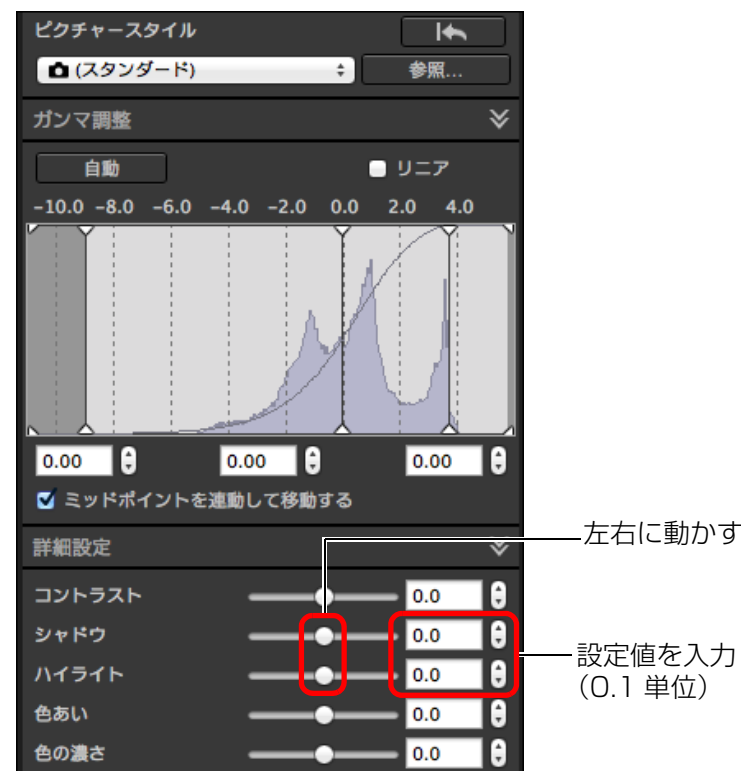 ピクチャースタイル
(スタンダード)
参照...
ガンマ調整
自動
リニア
-10.0 -8.0 -6.0 -4.0 -2.0 0.0 2.0 4.0
0.00 0.00 0.00
ミッドポイントを連動して移動する
詳細設定
左右に動かす
コントラスト 0.0
シャドウ 0.0
ハイライト 0.0
設定値を入力
（0.1 単位）
色あい 0.0
色の濃さ 0.0